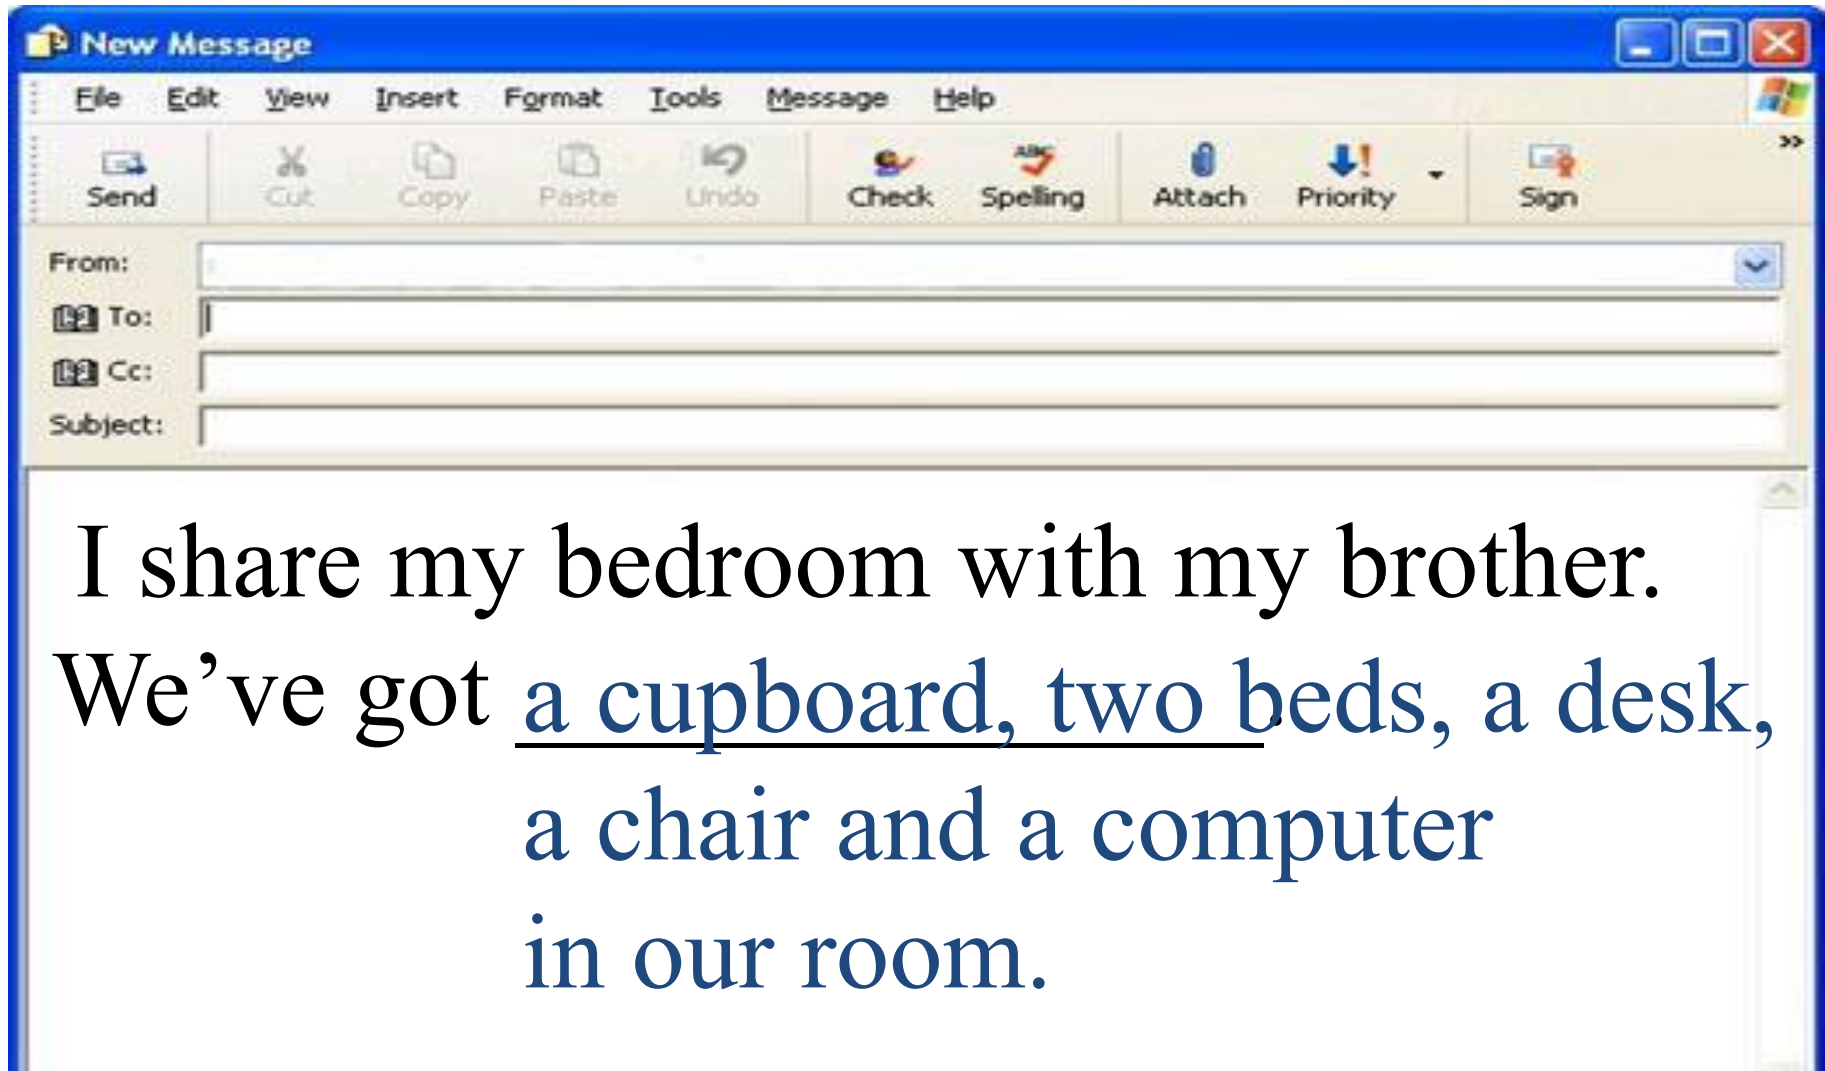 New Message
File Edit View Insert Format Tools Message Help
Send Cut Copy Paste Undo Check Spelling Attach Priority Sign »
From:
To:
Cc:
Subject:
I share my bedroom with my brother.
We’ve got a cupboard, two beds, a desk,
a chair and a computer
in our room.